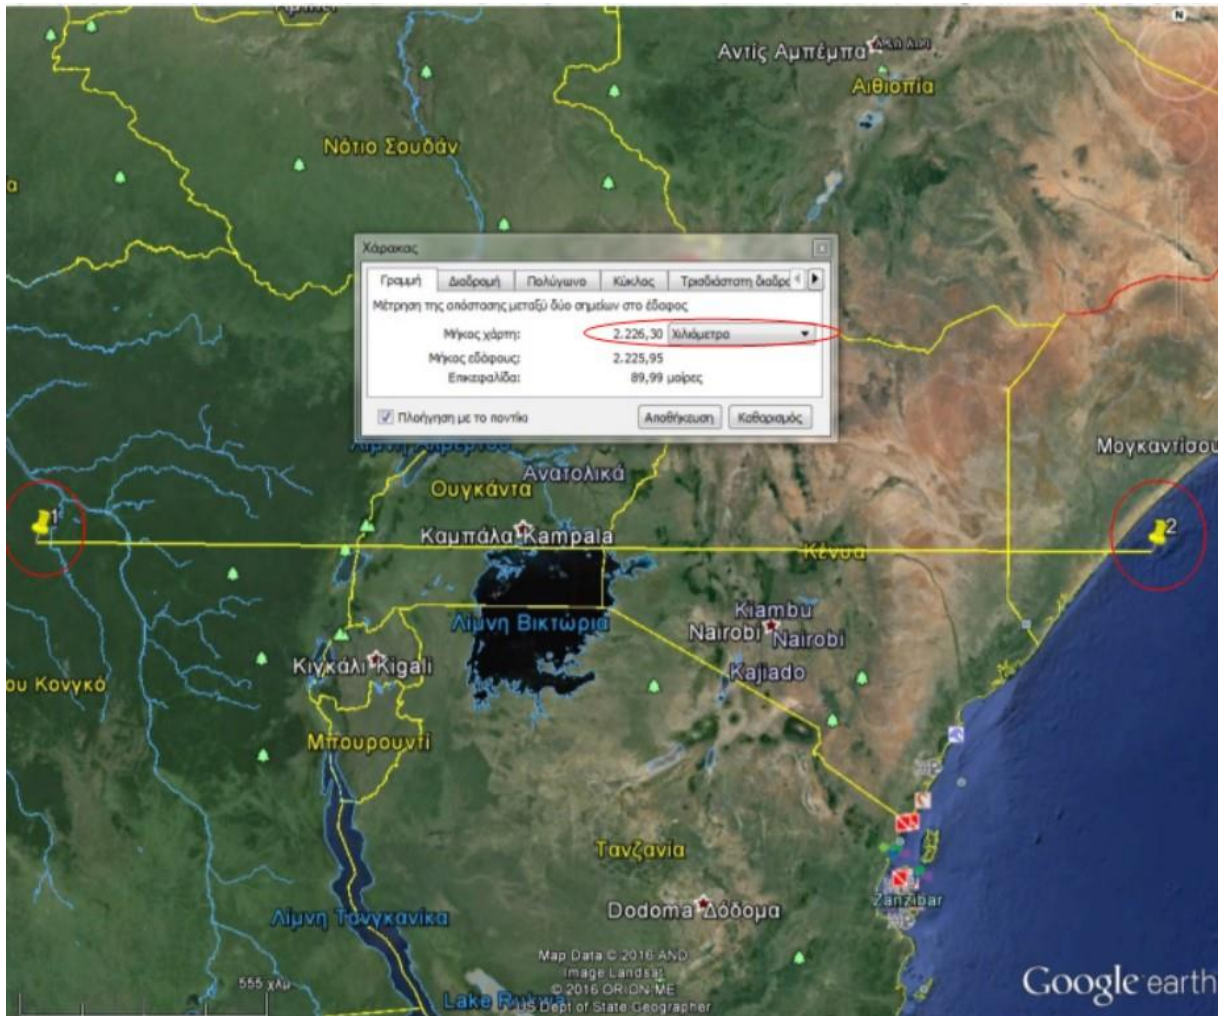 N
Αντίς Αμπέμπα
Αιθιοπία
Νότιο Σουδάν
α
Χάρακας
Γραμμή Διαδρομή Πολύγωνο Κύκλος Τρισδιάστατη διαδρο
Μέτρηση της απόστασης μεταξύ δύο σημείων στο έδαφος
Μήκος χάρτη: 2.226,30 Χιλιόμετρα
Μήκος εδάφους: 2.225,95
Επικεφαλίδα: 89,99 μοίρες
Πλοήγηση με το ποντίκι Αποθήκευση Καθαρισμός
Μογκαντίσου
Ανατολικά
Ουγκάντα
1
2
Καμπάλα Kampala
Κένυα
Λίμνη Βικτώρια
Kiambu
Nairobi Nairobi
Κιγκάλι Kigali
Kajiado
ου Κονγκό
Μπουρουντί
Τανζανία
Zanzibar
Dodoma Δόδομα
Λίμνη Τανγκανίκα
Map Data © 2016 AND
Image Landsat
© 2016 ORION-ME
US Dept of State Geographer
555 χλμ
Lake Rukwa
Google earth